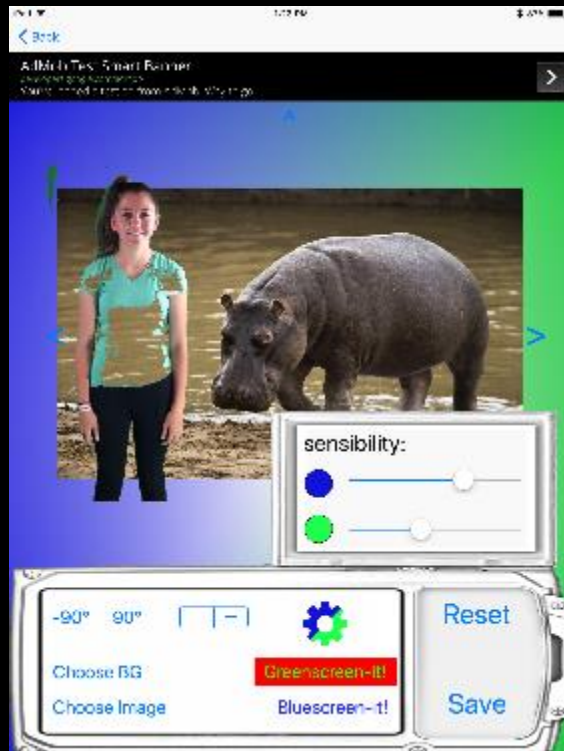 Back
AdMob Test Smart Banner
sensibility:
-90° 90°
Reset
Choose BG
Greenscreen-it!
Choose Image
Bluescreen-it!
Save